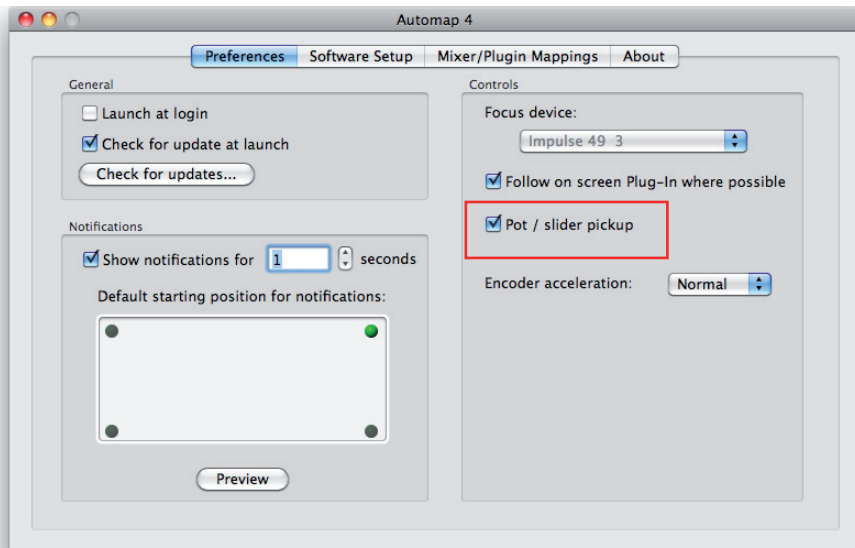 Automap 4
Preferences
Software Setup
Mixer/Plugin Mappings
About
General
Launch at login
Check for update at launch
Check for updates...
Notifications
Show notifications for 1 seconds
Default starting position for notifications:
Preview
Controls
Focus device:
Impulse 49 3
Follow on screen Plug-In where possible
Pot / slider pickup
Encoder acceleration: Normal